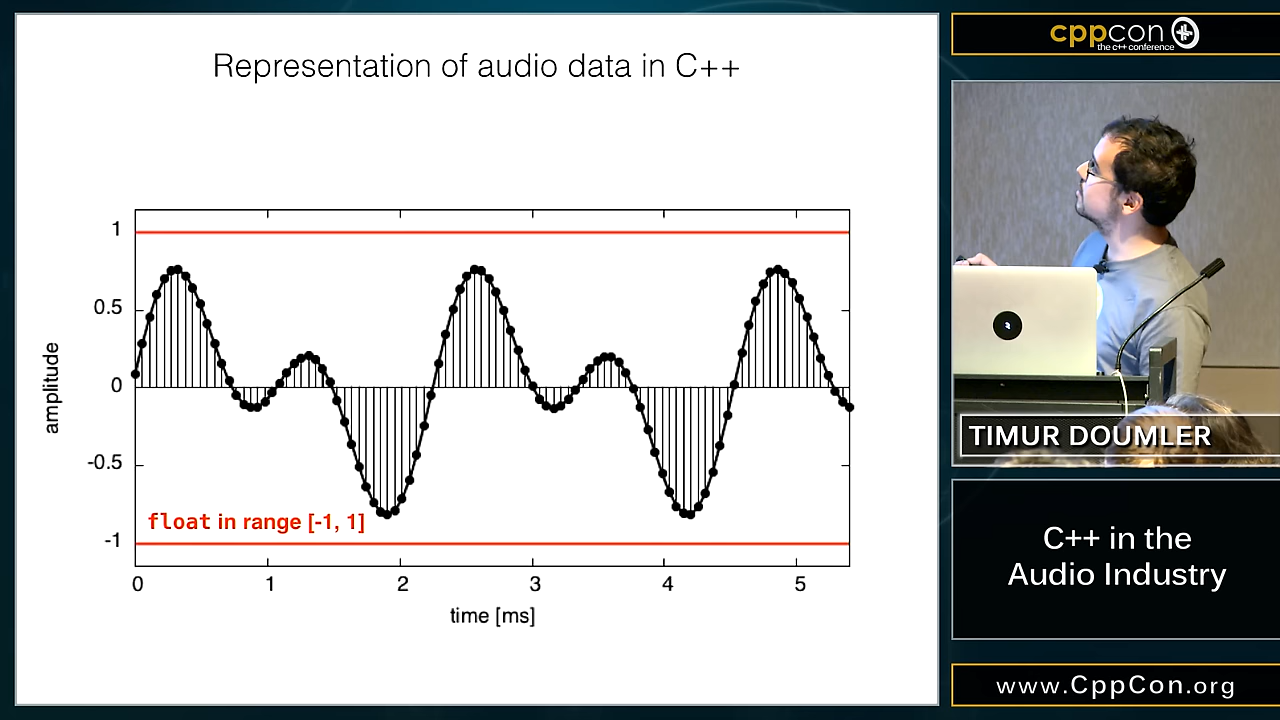 Representation of audio data in C++
1
0.5
0
-0.5
-1
amplitude
float in range [-1, 1]
0 1 2 3 4 5
time [ms]
cppcon
the c++ conference
TIMUR DOUMLER
C++ in the
Audio Industry
www.CppCon.org